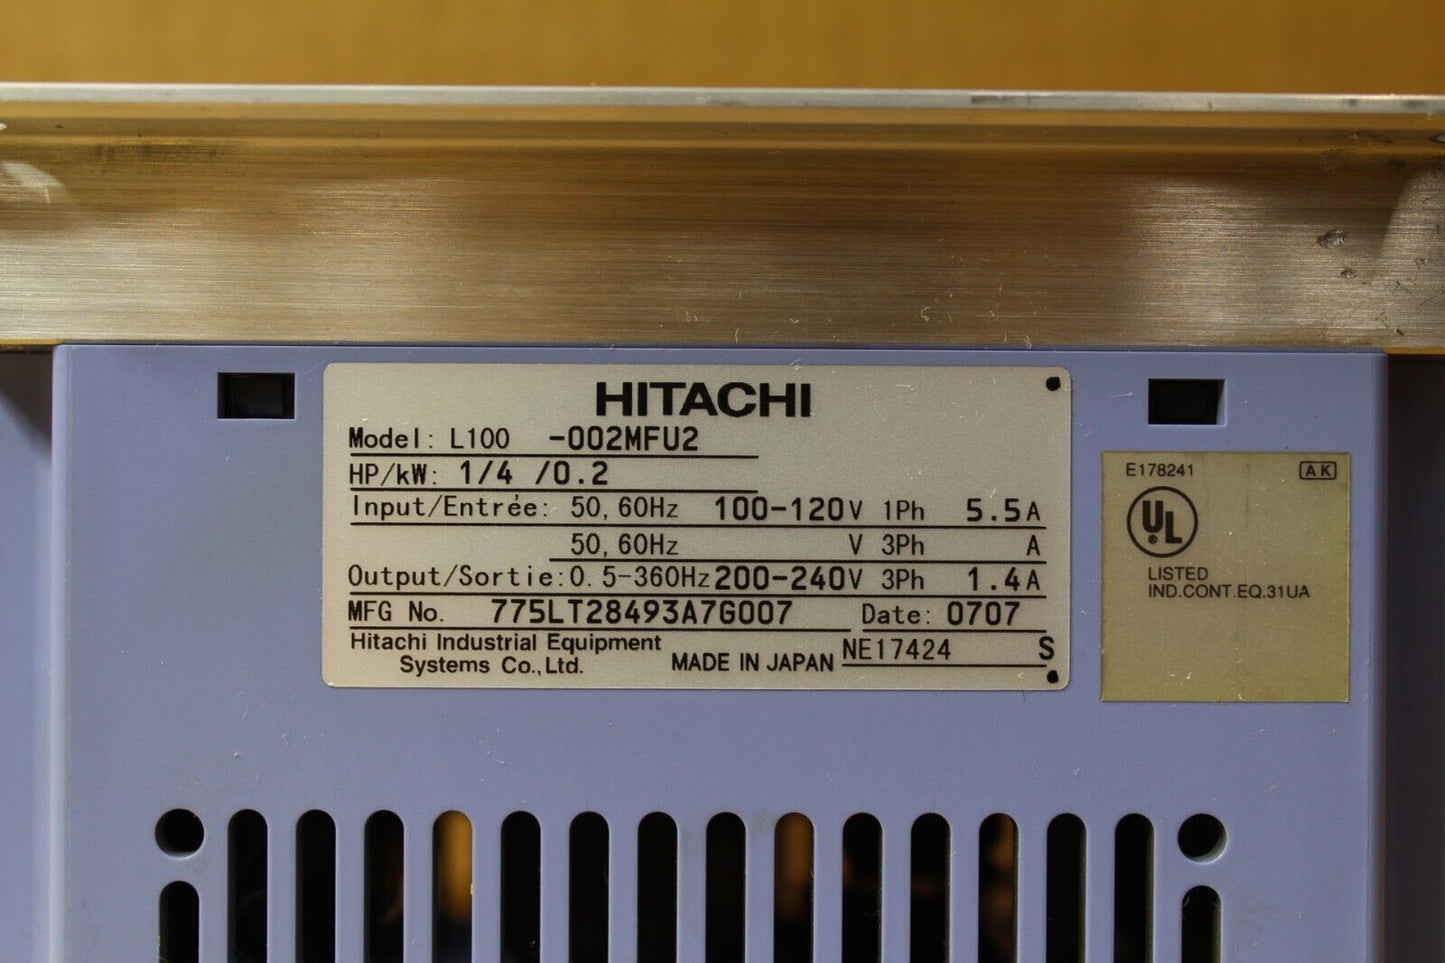 HITACHI
Model: L100 -002MFU2
HP/kW: 1/4 /0.2
Input/Entrée: 50,60Hz 100-120V 1Ph 5.5A
50,60Hz V 3Ph A
Output/Sortie:0.5-360Hz 200-240V 3Ph 1.4A
MFG No. 775LT28493A7G007 Date: 0707
Hitachi Industrial Equipment
Systems Co.,Ltd. MADE IN JAPAN NE17424 S
E178241 AK
UL
®
LISTED
IND.CONT.EQ.31UA